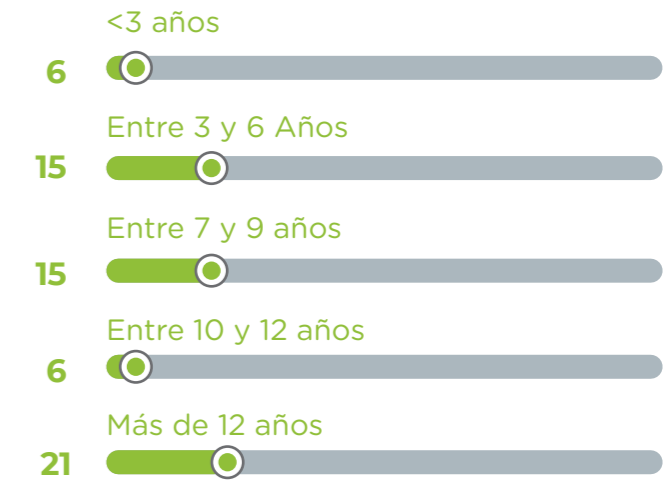 <3 años
6
Entre 3 y 6 Años
15
Entre 7 y 9 años
15
Entre 10 y 12 años
6
Más de 12 años
21